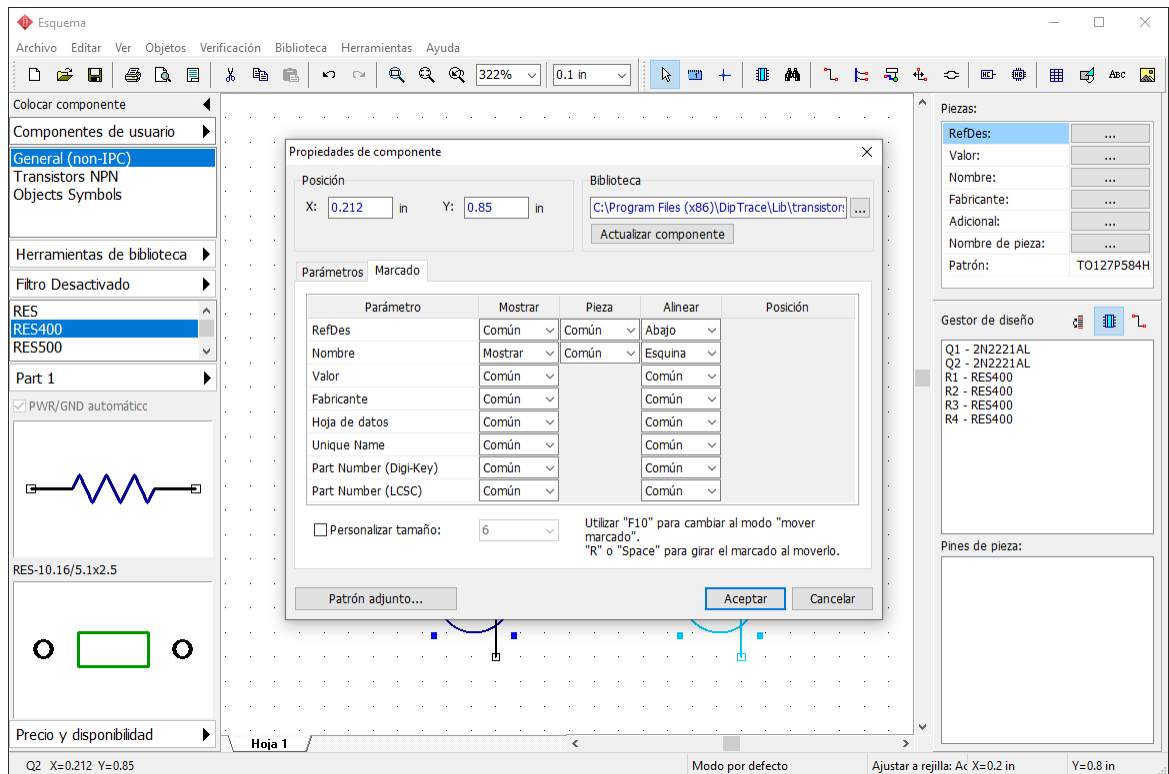 Esquema
Archivo Editar Ver Objetos Verificación Biblioteca Herramientas Ayuda
322% 0.1 in ABC
Colocar componente
Componentes de usuario
General (non-IPC)
Transistors NPN
Objects Symbols
Herramientas de biblioteca
Filtro Desactivado
RES
RES400
RES500
Part 1
PWR/GND automátic
RES-10.16/5.1x2.5
Precio y disponibilidad
Propiedades de componente
Posición
X: 0.212 in Y: 0.85 in
Biblioteca
C:\Program Files (x86)\DipTrace\Lib\transistors ...
Actualizar componente
Parámetros Marcado
Parámetro Mostrar Pieza Alinear Posición
RefDes Común Común Abajo
Nombre Mostrar Común Esquina
Valor Común Común
Fabricante Común Común
Hoja de datos Común Común
Unique Name Común Común
Part Number (Digi-Key) Común Común
Part Number (LCSC) Común Común
Personalizar tamaño: 6
Utilizar "F10" para cambiar al modo "mover
marcado".
"R" o "Space" para girar el marcado al moverlo.
Patrón adjunto... Aceptar Cancelar
Hoja 1
Piezas:
RefDes: ...
Valor: ...
Nombre: ...
Fabricante: ...
Adicional: ...
Nombre de pieza: ...
Patrón: TO127P584H
Gestor de diseño
Q1 - 2N2221AL
Q2 - 2N2221AL
R1 - RES400
R2 - RES400
R3 - RES400
R4 - RES400
Pines de pieza:
Q2 X=0.212 Y=0.85 Modo por defecto Ajustar a rejilla: Ac X=0.2 in Y=0.8 in